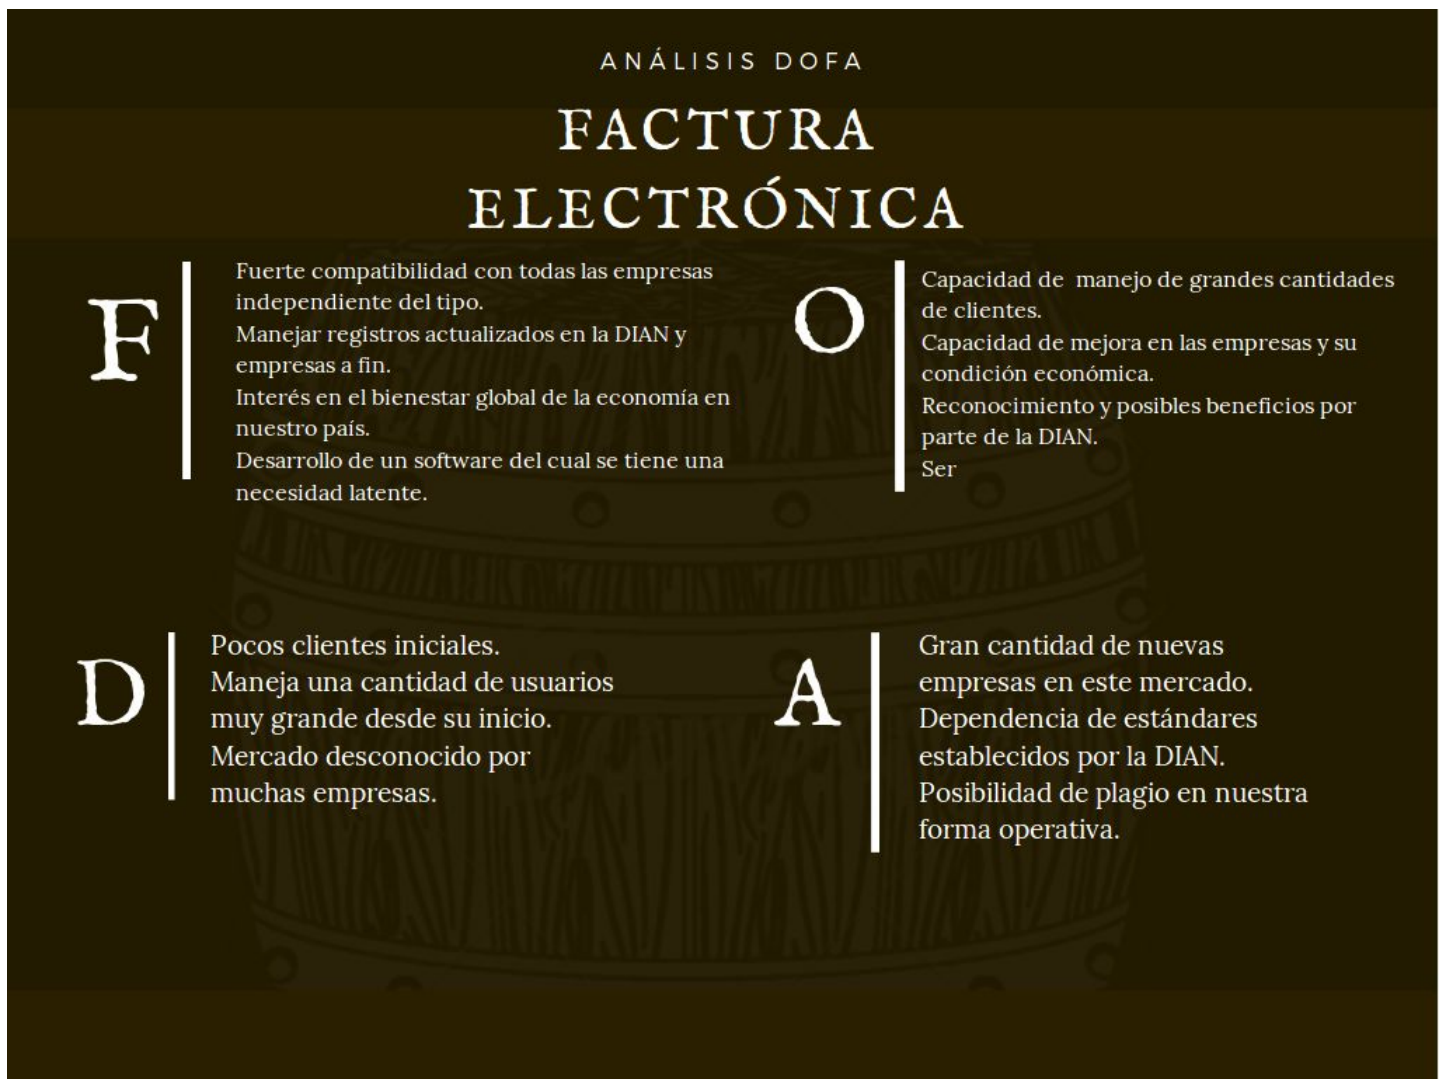 ANÁLISIS DOFA
FACTURA
ELECTRÓNICA
F
Fuerte compatibilidad con todas las empresas
independiente del tipo.
Manejar registros actualizados en la DIAN y
empresas a fin.
Interés en el bienestar global de la economía en
nuestro país.
Desarrollo de un software del cual se tiene una
necesidad latente.
O
Capacidad de  manejo de grandes cantidades
de clientes.
Capacidad de mejora en las empresas y su
condición económica.
Reconocimiento y posibles beneficios por
parte de la DIAN.
Ser
D
Pocos clientes iniciales.
Maneja una cantidad de usuarios
muy grande desde su inicio.
Mercado desconocido por
muchas empresas.
A
Gran cantidad de nuevas
empresas en este mercado.
Dependencia de estándares
establecidos por la DIAN.
Posibilidad de plagio en nuestra
forma operativa.